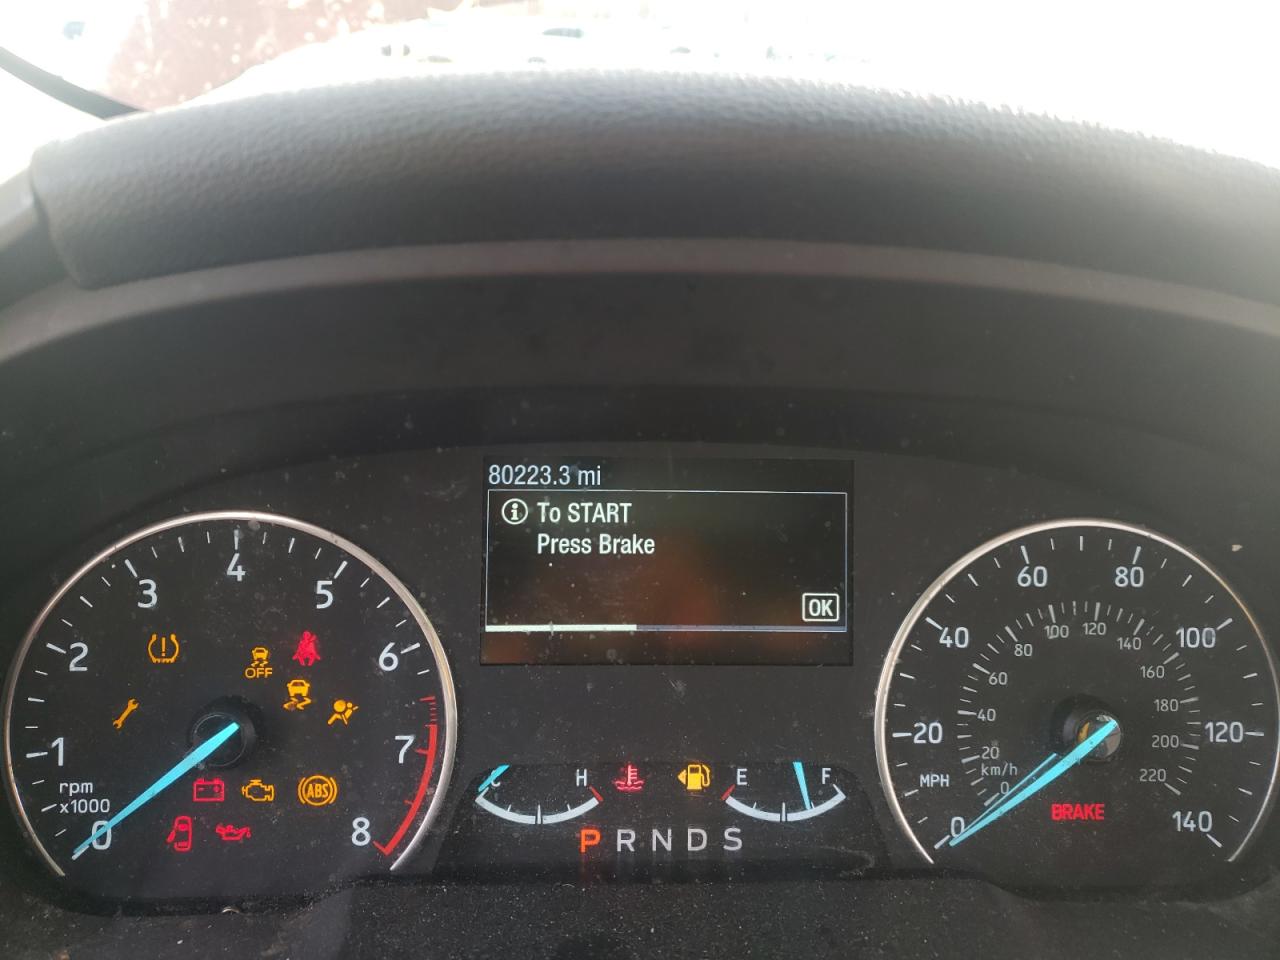 80223.3 mi
To START
Press Brake
OK
0
1
2
3
4
5
6
7
8
rpm
x1000
OFF
ABS
C
H
E
F
P R N D S
0
20
40
60
80
100
120
140
MPH
km/h
0
20
40
60
80
100
120
140
160
180
200
220
BRAKE